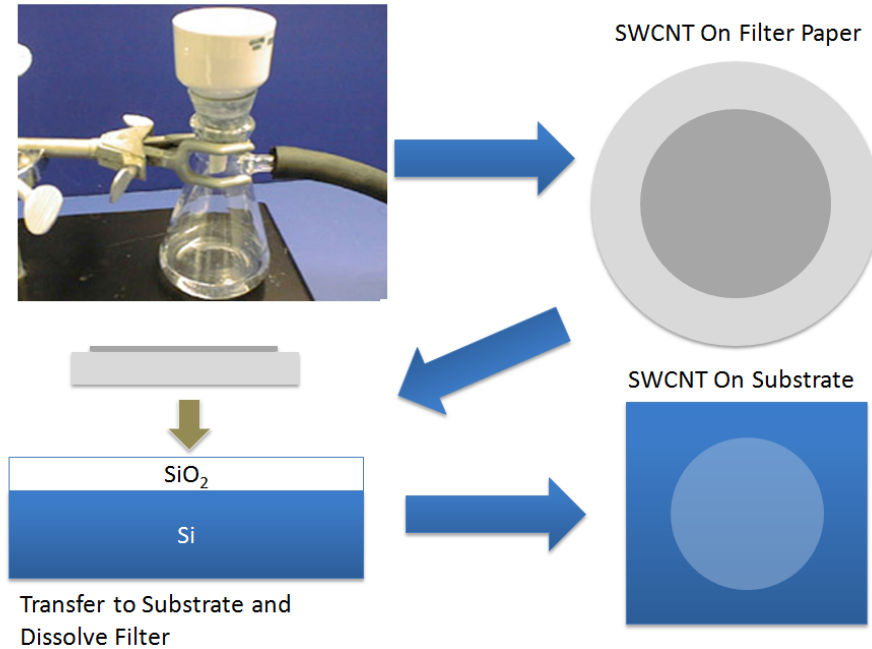 SWCNT On Filter Paper
SWCNT On Substrate
SiO₂
Si
Transfer to Substrate and
Dissolve Filter